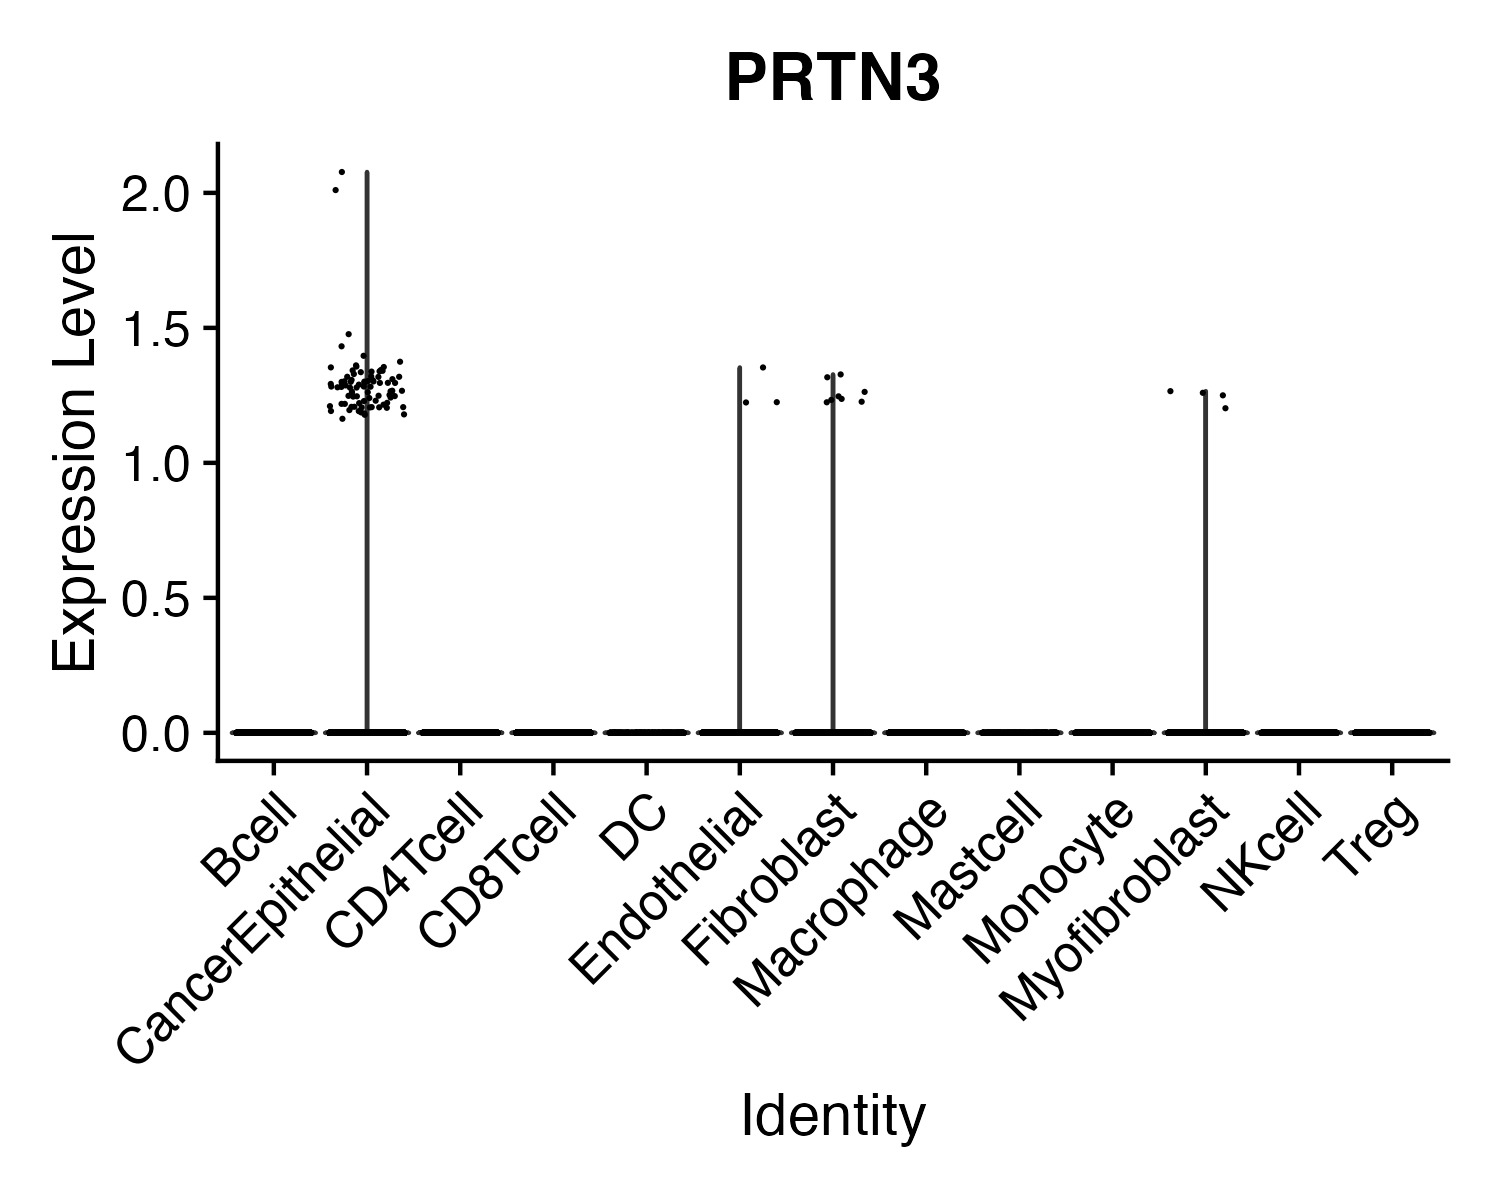 PRTN3
Expression Level
2.0
1.5
1.0
0.5
0.0
Bcell
CancerEpithelial
CD4Tcell
CD8Tcell
DC
Endothelial
Fibroblast
Macrophage
Mastcell
Monocyte
Myofibroblast
NKcell
Treg
Identity